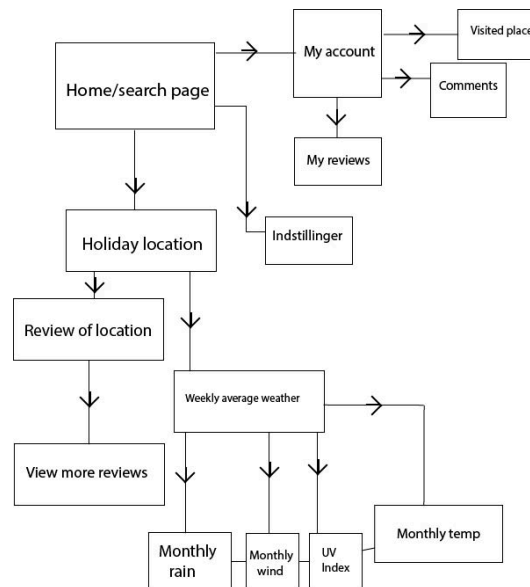 Visited place
My account
Home/search page
Comments
My reviews
Indstillinger
Holiday location
Review of location
Weekly average weather
View more reviews
Monthly temp
Monthly
rain
Monthly
wind
UV
Index